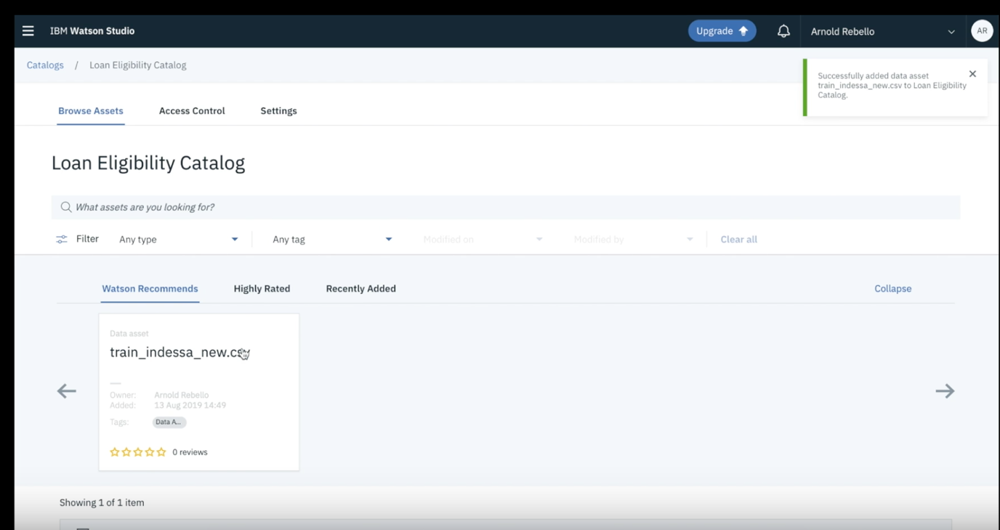 IBM Watson Studio
Upgrade
Arnold Rebello
AR
Catalogs / Loan Eligibility Catalog
Successfully added data asset
train_indessa_new.csv to Loan Eligibility
Catalog.
Browse Assets
Access Control
Settings
Loan Eligibility Catalog
What assets are you looking for?
Filter
Any type
Any tag
Modified on
Modified by
Clear all
Watson Recommends
Highly Rated
Recently Added
Collapse
Data asset
train_indessa_new.csv
Owner: Arnold Rebello
Added: 13 Aug 2019 14:49
Tags: Data A...
0 reviews
Showing 1 of 1 item